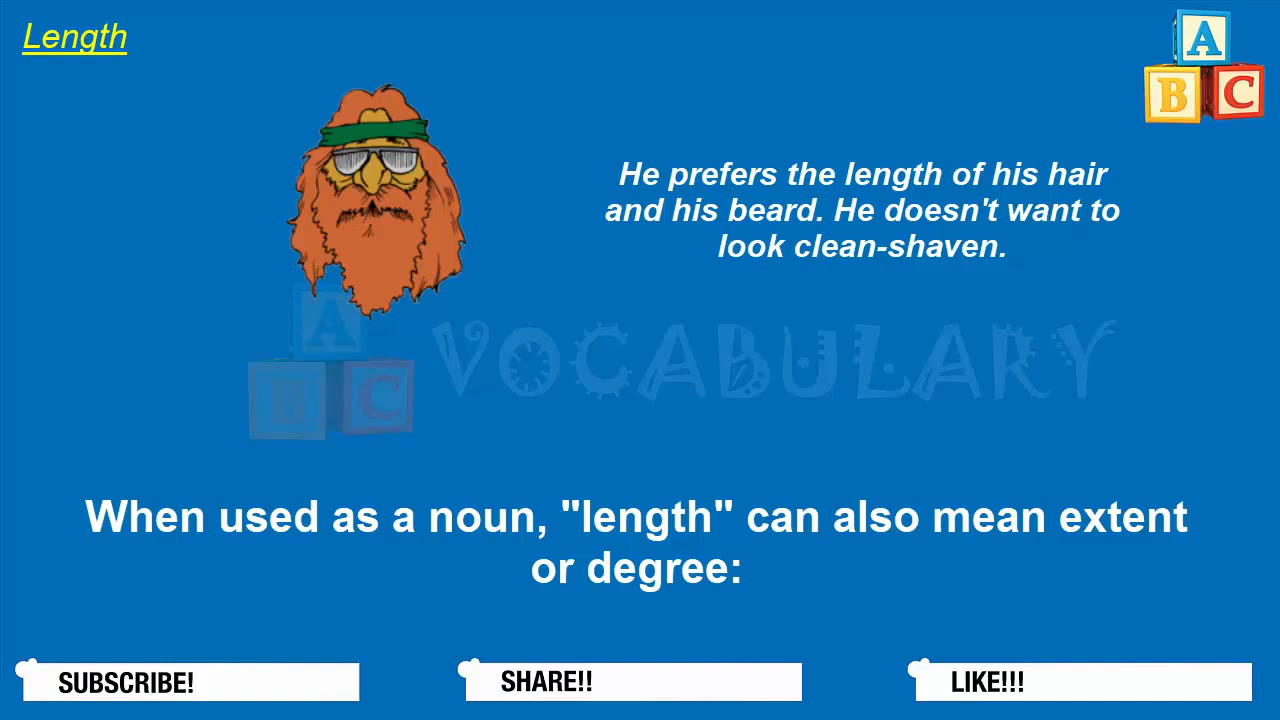 Length
A
B C
He prefers the length of his hair
and his beard. He doesn't want to
look clean-shaven.
A
B C
VOCABULARY
When used as a noun, "length" can also mean extent
or degree:
SUBSCRIBE!
SHARE!!
LIKE!!!